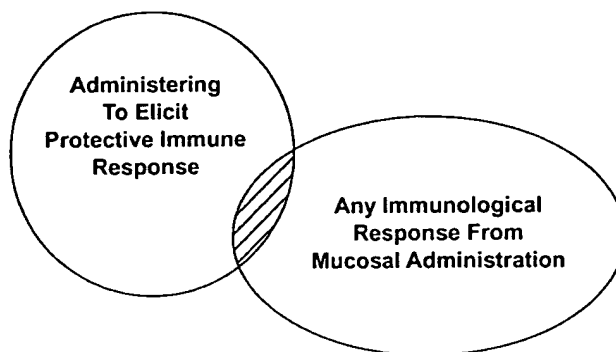 Administering
To Elicit
Protective Immune
Response
Any Immunological
Response From
Mucosal Administration